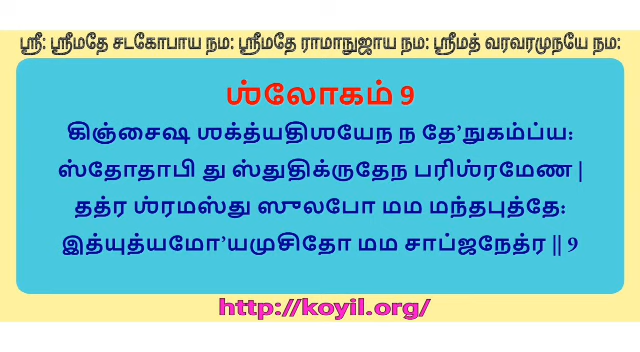 ஸ்ரீ: ஸ்ரீமதே சடகோபாய நம: ஸ்ரீமதே ராமாநுஜாய நம: ஸ்ரீமத் வரவரமுநயே நம:
ஶ்லோகம் 9
கிஞ்சைஷ ஶக்த்யதிஶயேந ந தே’நுகம்ப்ய:
ஸ்தோதாபி து ஸ்துதிக்ருதேந பரிஶ்ரமேண |
தத்ர ஶ்ரமஸ்து ஸுலபோ மம மந்தபுத்தே:
இத்யுத்யமோ’யமுசிதோ மம சாப்ஜநேத்ர || 9
http://koyil.org/